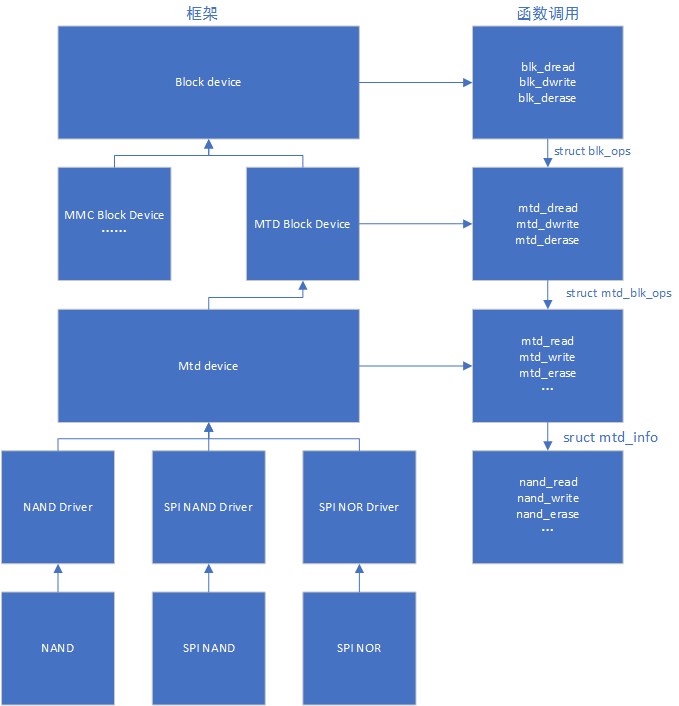 框架
函数调用
Block device
blk_dread
blk_dwrite
blk_derase
struct blk_ops
MMC Block Device
......
MTD Block Device
mtd_dread
mtd_dwrite
mtd_derase
struct mtd_blk_ops
Mtd device
mtd_read
mtd_write
mtd_erase
...
sruct mtd_info
NAND Driver
SPI NAND Driver
SPI NOR Driver
nand_read
nand_write
nand_erase
...
NAND
SPI NAND
SPI NOR